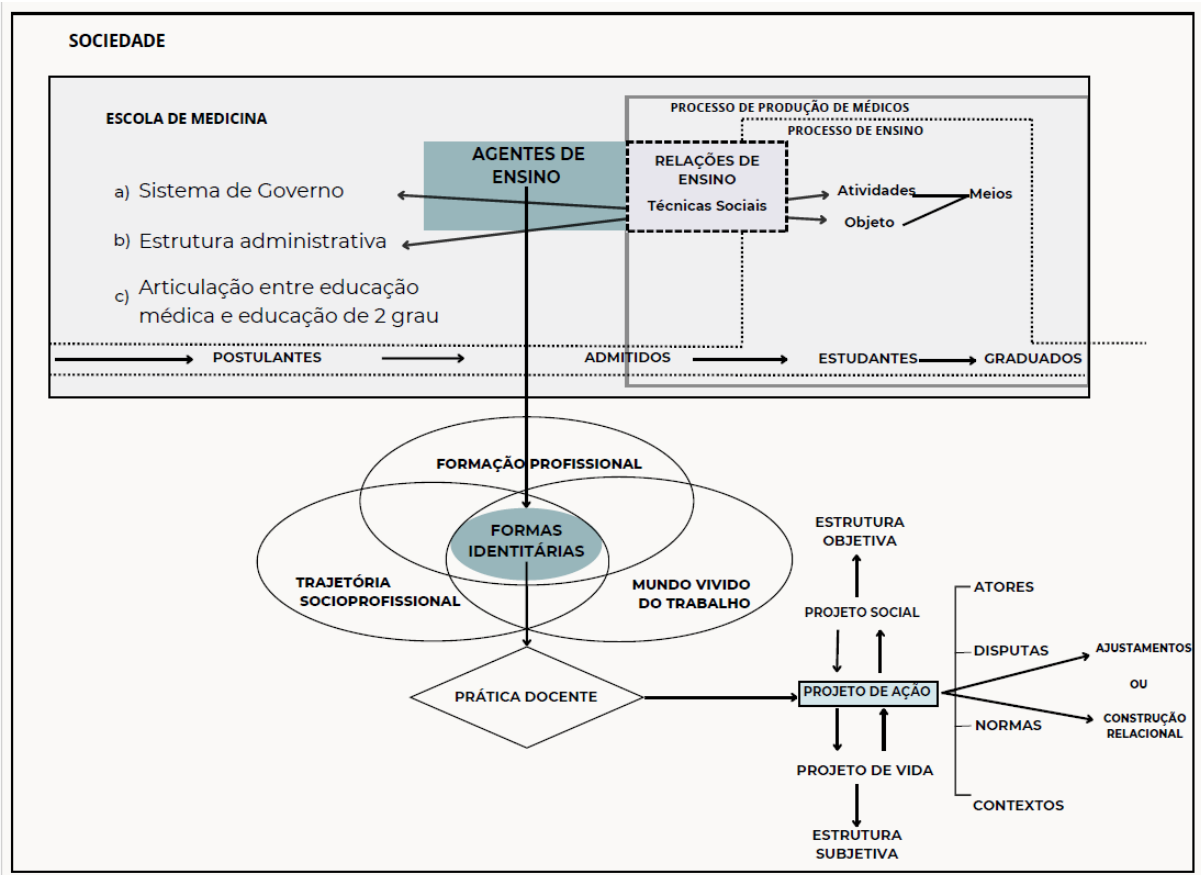 SOCIEDADE
ESCOLA DE MEDICINA
PROCESSO DE PRODUÇÃO DE MÉDICOS
PROCESSO DE ENSINO
AGENTES DE
ENSINO
RELAÇÕES DE
ENSINO
Técnicas Sociais
Atividades
Meios
Objeto
a) Sistema de Governo
b) Estrutura administrativa
c) Articulação entre educação
médica e educação de 2 grau
POSTULANTES
ADMITIDOS
ESTUDANTES
GRADUADOS
FORMAÇÃO PROFISSIONAL
FORMAS
IDENTITÁRIAS
TRAJETÓRIA
SOCIOPROFISSIONAL
MUNDO VIVIDO
DO TRABALHO
PRÁTICA DOCENTE
ESTRUTURA
OBJETIVA
PROJETO SOCIAL
PROJETO DE AÇÃO
PROJETO DE VIDA
ESTRUTURA
SUBJETIVA
ATORES
DISPUTAS
NORMAS
CONTEXTOS
AJUSTAMENTOS
OU
CONSTRUÇÃO
RELACIONAL